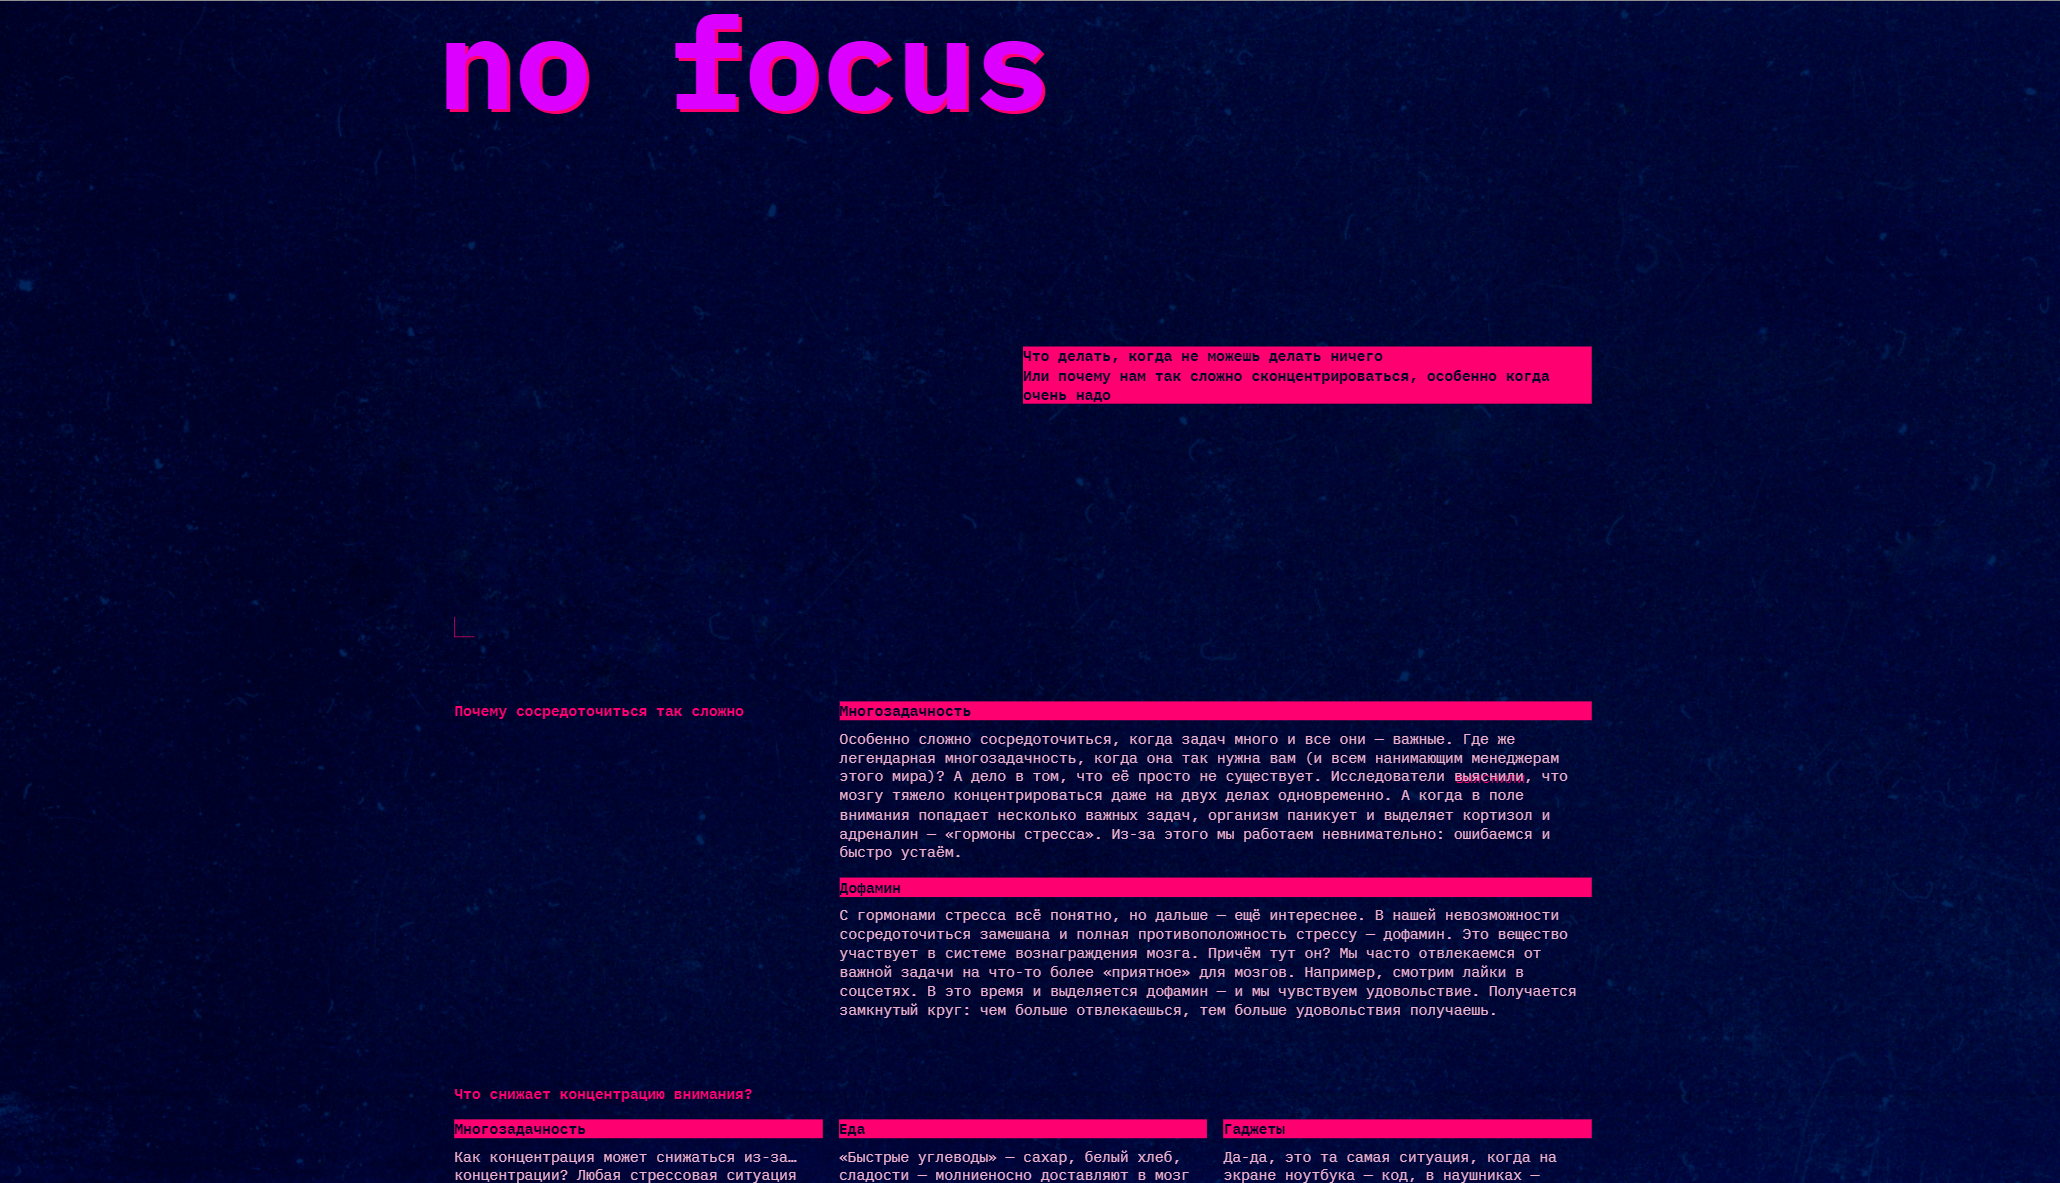 no focus
Что делать, когда не можешь делать ничего
Или почему нам так сложно сконцентрироваться, особенно когда
очень надо
Почему сосредоточиться так сложно
Многозадачность
Особенно сложно сосредоточиться, когда задач много и все они — важные. Где же
легендарная многозадачность, когда она так нужна вам (и всем нанимающим менеджерам
этого мира)? А дело в том, что её просто не существует. Исследователи выяснили, что
мозгу тяжело концентрироваться даже на двух делах одновременно. А когда в поле
внимания попадает несколько важных задач, организм паникует и выделяет кортизол и
адреналин — «гормоны стресса». Из-за этого мы работаем невнимательно: ошибаемся и
быстро устаём.
Дофамин
С гормонами стресса всё понятно, но дальше — ещё интереснее. В нашей невозможности
сосредоточиться замешана и полная противоположность стрессу — дофамин. Это вещество
участвует в системе вознаграждения мозга. Причём тут он? Мы часто отвлекаемся от
важной задачи на что-то более «приятное» для мозгов. Например, смотрим лайки в
соцсетях. В это время и выделяется дофамин — и мы чувствуем удовольствие. Получается
замкнутый круг: чем больше отвлекаешься, тем больше удовольствия получаешь.
Что снижает концентрацию внимания?
Многозадачность
Как концентрация может снижаться из-за…
концентрации? Любая стрессовая ситуация
Еда
«Быстрые углеводы» — сахар, белый хлеб,
сладости — молниеносно доставляют в мозг
Гаджеты
Да-да, это та самая ситуация, когда на
экране ноутбука — код, в наушниках —